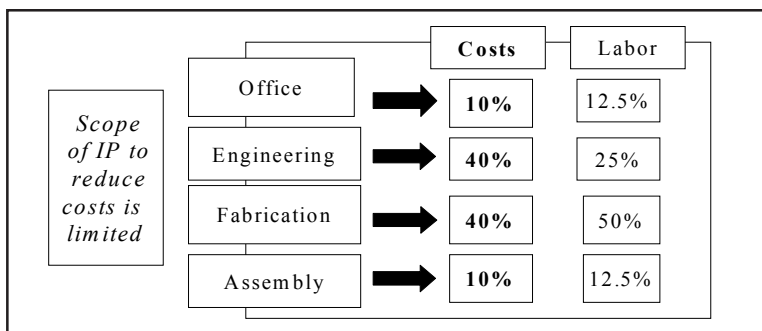 Costs Labor
Office 10% 12.5%
Scope
of IP to
reduce
costs is
limited
Engineering 40% 25%
Fabrication 40% 50%
Assembly 10% 12.5%